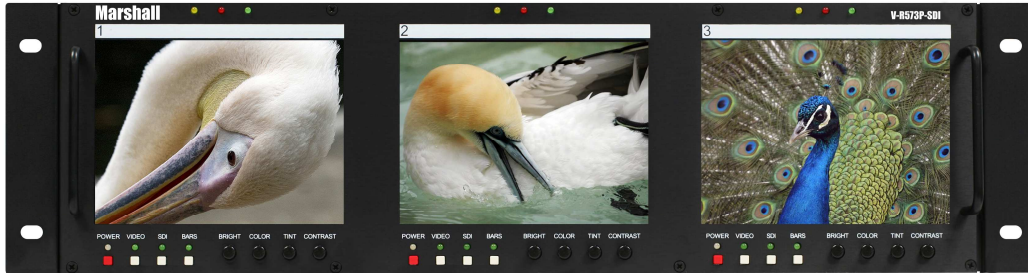 Marshall
V-R573P-SDI
1
2
3
POWER VIDEO SDI BARS BRIGHT COLOR TINT CONTRAST
POWER VIDEO SDI BARS BRIGHT COLOR TINT CONTRAST
POWER VIDEO SDI BARS BRIGHT COLOR TINT CONTRAST